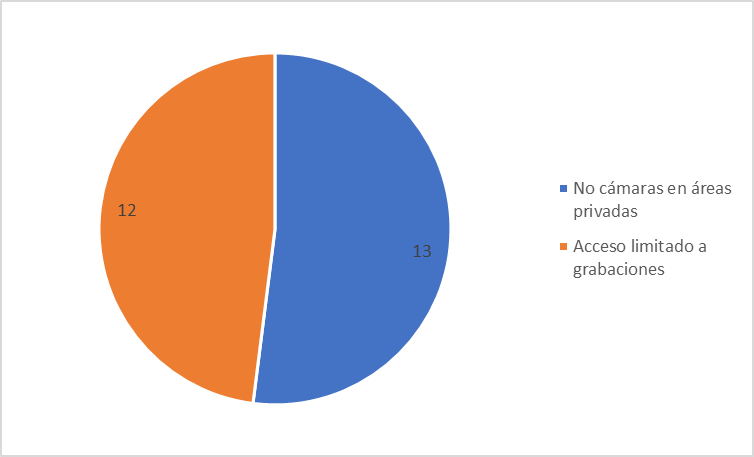 12
13
No cámaras en áreas
privadas
Acceso limitado a
grabaciones